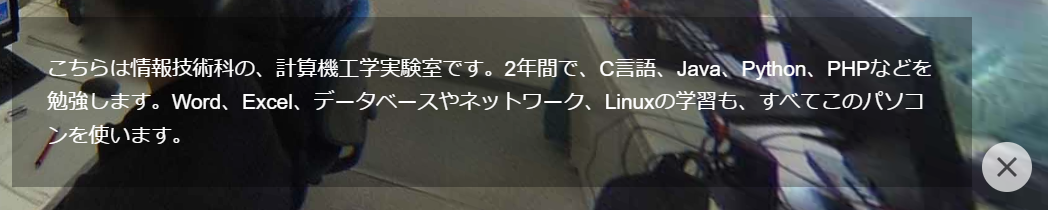 こちらは情報技術科の、計算機工学実験室です。2年間で、C言語、Java、Python、PHPなどを
勉強します。Word、Excel、データベースやネットワーク、Linuxの学習も、すべてこのパソコ
ンを使います。